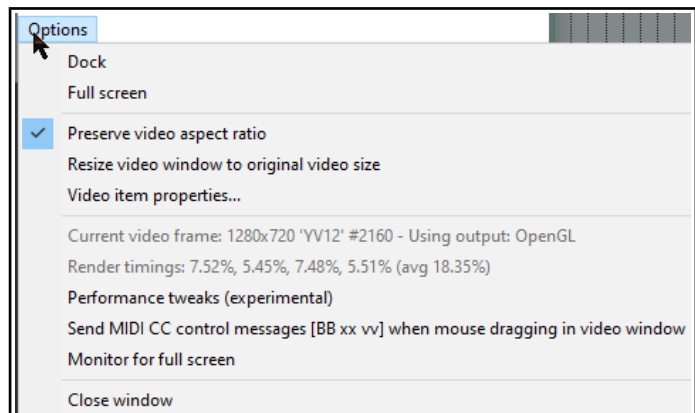 Options
Dock
Full screen
Preserve video aspect ratio
Resize video window to original video size
Video item properties...
Current video frame: 1280x720 'YV12' #2160 - Using output: OpenGL
Render timings: 7.52%, 5.45%, 7.48%, 5.51% (avg 18.35%)
Performance tweaks (experimental)
Send MIDI CC control messages [BB xx vv] when mouse dragging in video window
Monitor for full screen
Close window